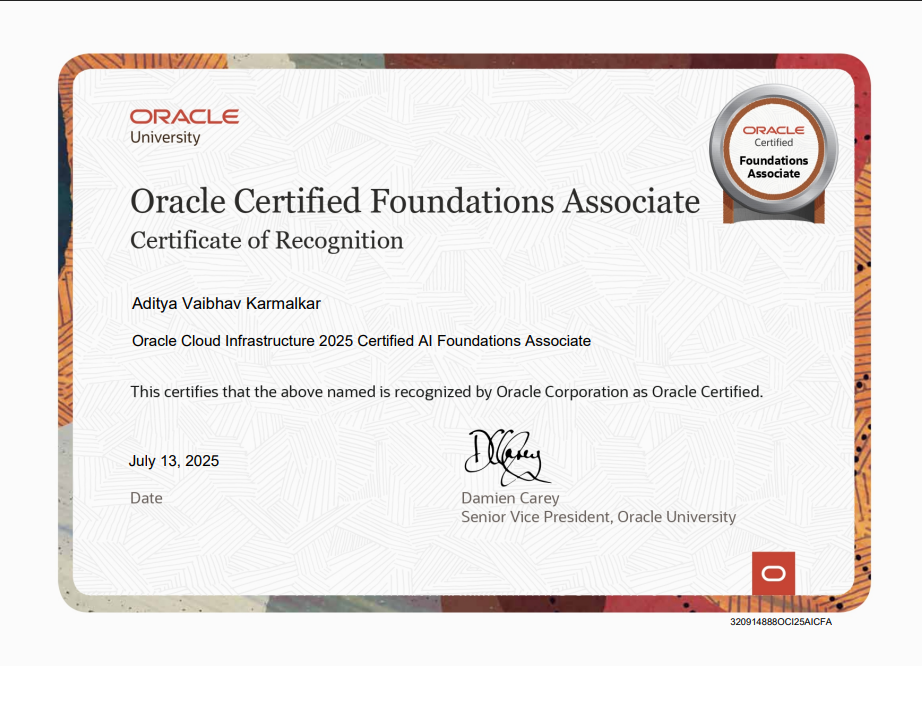 ORACLE
University
ORACLE
Certified
Foundations
Associate
Oracle Certified Foundations Associate
Certificate of Recognition
Aditya Vaibhav Karmalkar
Oracle Cloud Infrastructure 2025 Certified AI Foundations Associate
This certifies that the above named is recognized by Oracle Corporation as Oracle Certified.
July 13, 2025
Date
DCarey
Damien Carey
Senior Vice President, Oracle University
320914888OCI25AICFA